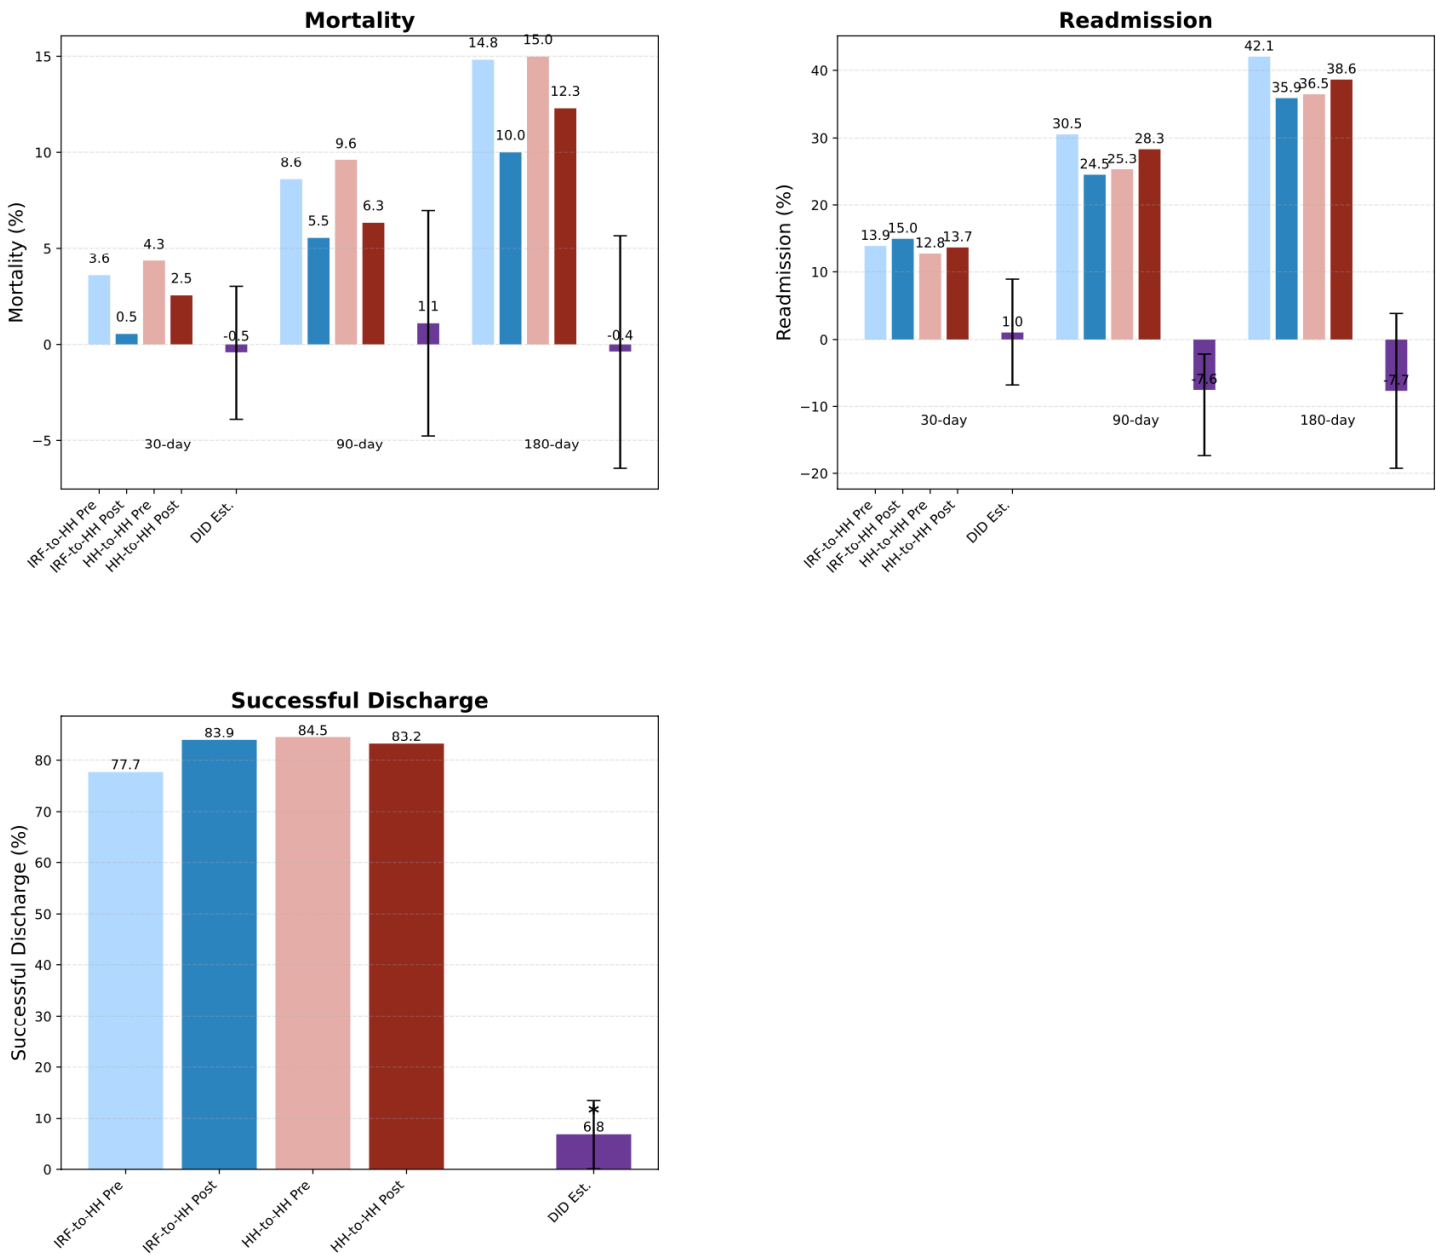 Mortality
Mortality (%)
15
10
5
0
−5
3.6
0.5
4.3
2.5
-0.5
8.6
5.5
9.6
6.3
1.1
14.8
10.0
15.0
12.3
-0.4
30-day
90-day
180-day
IRF-to-HH Pre
IRF-to-HH Post
HH-to-HH Pre
HH-to-HH Post
DID Est.
Readmission
Readmission (%)
40
30
20
10
0
−10
−20
13.9
15.0
12.8
13.7
1.0
30.5
24.5
25.3
28.3
-7.6
42.1
35.9
36.5
38.6
-7.7
30-day
90-day
180-day
IRF-to-HH Pre
IRF-to-HH Post
HH-to-HH Pre
HH-to-HH Post
DID Est.
Successful Discharge
Successful Discharge (%)
80
70
60
50
40
30
20
10
0
77.7
83.9
84.5
83.2
*
6.8
IRF-to-HH Pre
IRF-to-HH Post
HH-to-HH Pre
HH-to-HH Post
DID Est.